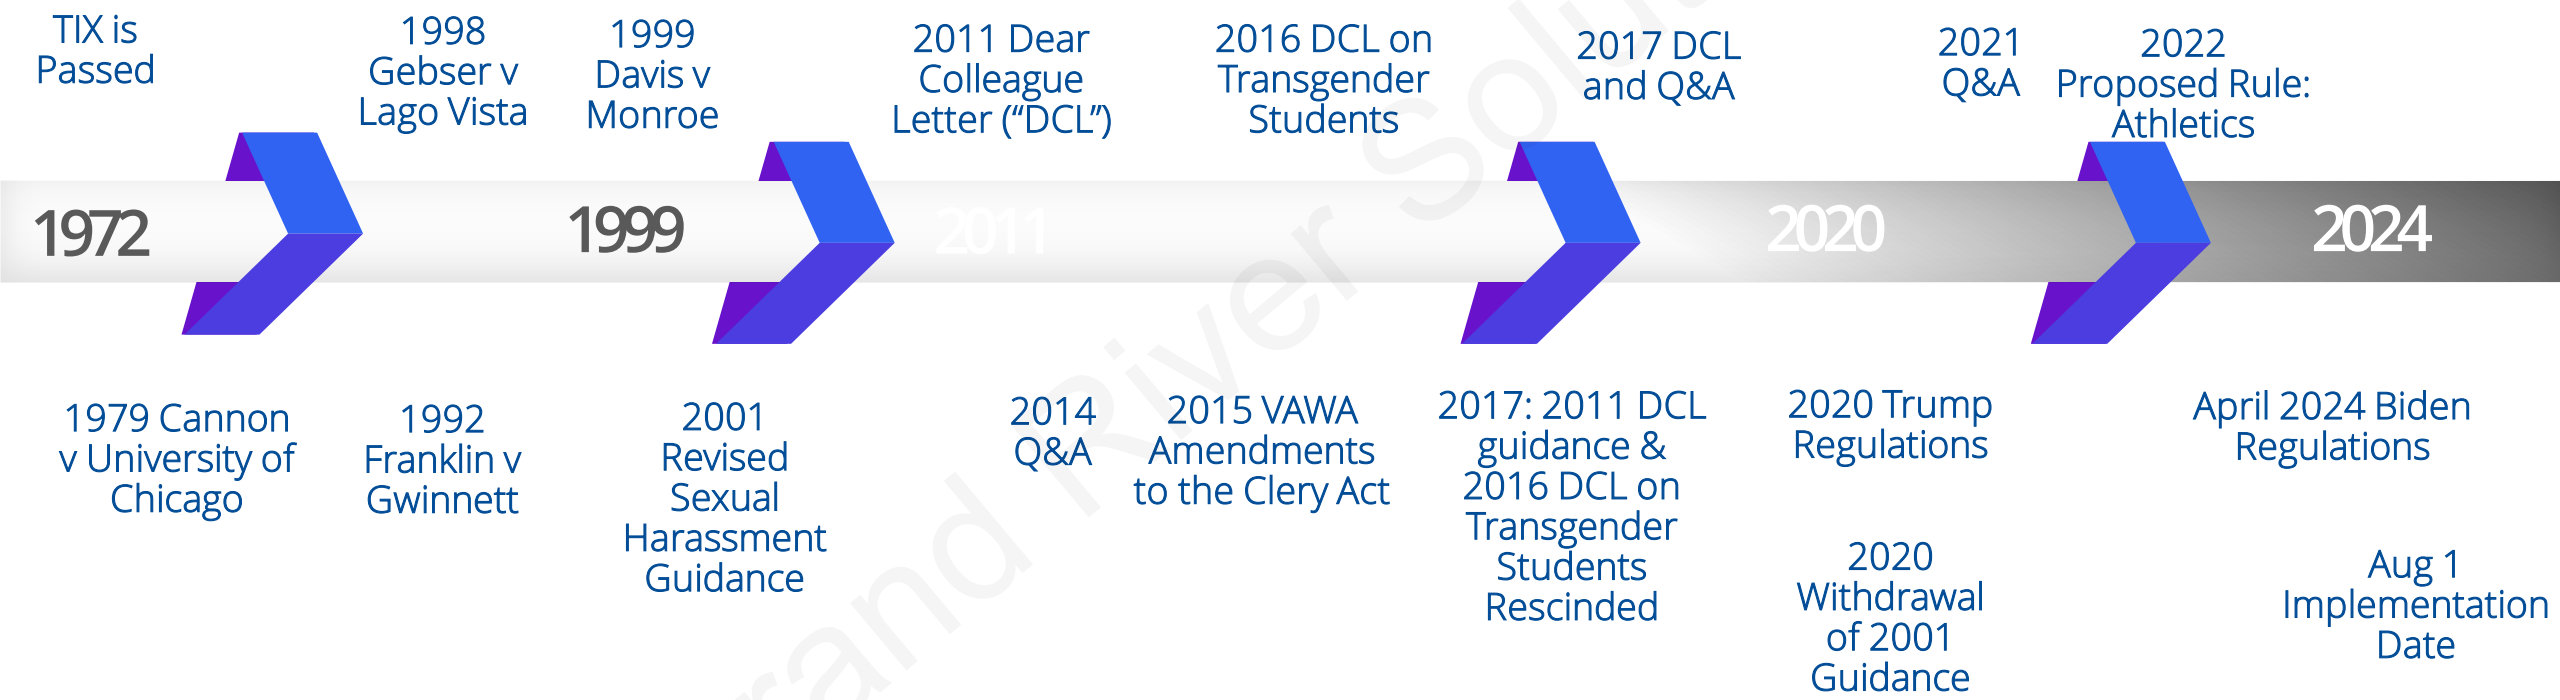 TIX is
Passed
1998
Gebser v
Lago Vista
1999
Davis v
Monroe
2011 Dear
Colleague
Letter (“DCL”)
2016 DCL on
Transgender
Students
2017 DCL
and Q&A
2021
Q&A
2022
Proposed Rule:
Athletics
1972
1999
2011
2020
2024
1979 Cannon
v University of
Chicago
1992
Franklin v
Gwinnett
2001
Revised
Sexual
Harassment
Guidance
2014
Q&A
2015 VAWA
Amendments
to the Clery Act
2017: 2011 DCL
guidance &
2016 DCL on
Transgender
Students
Rescinded
2020 Trump
Regulations
2020
Withdrawal
of 2001
Guidance
April 2024 Biden
Regulations
Aug 1
Implementation
Date
River